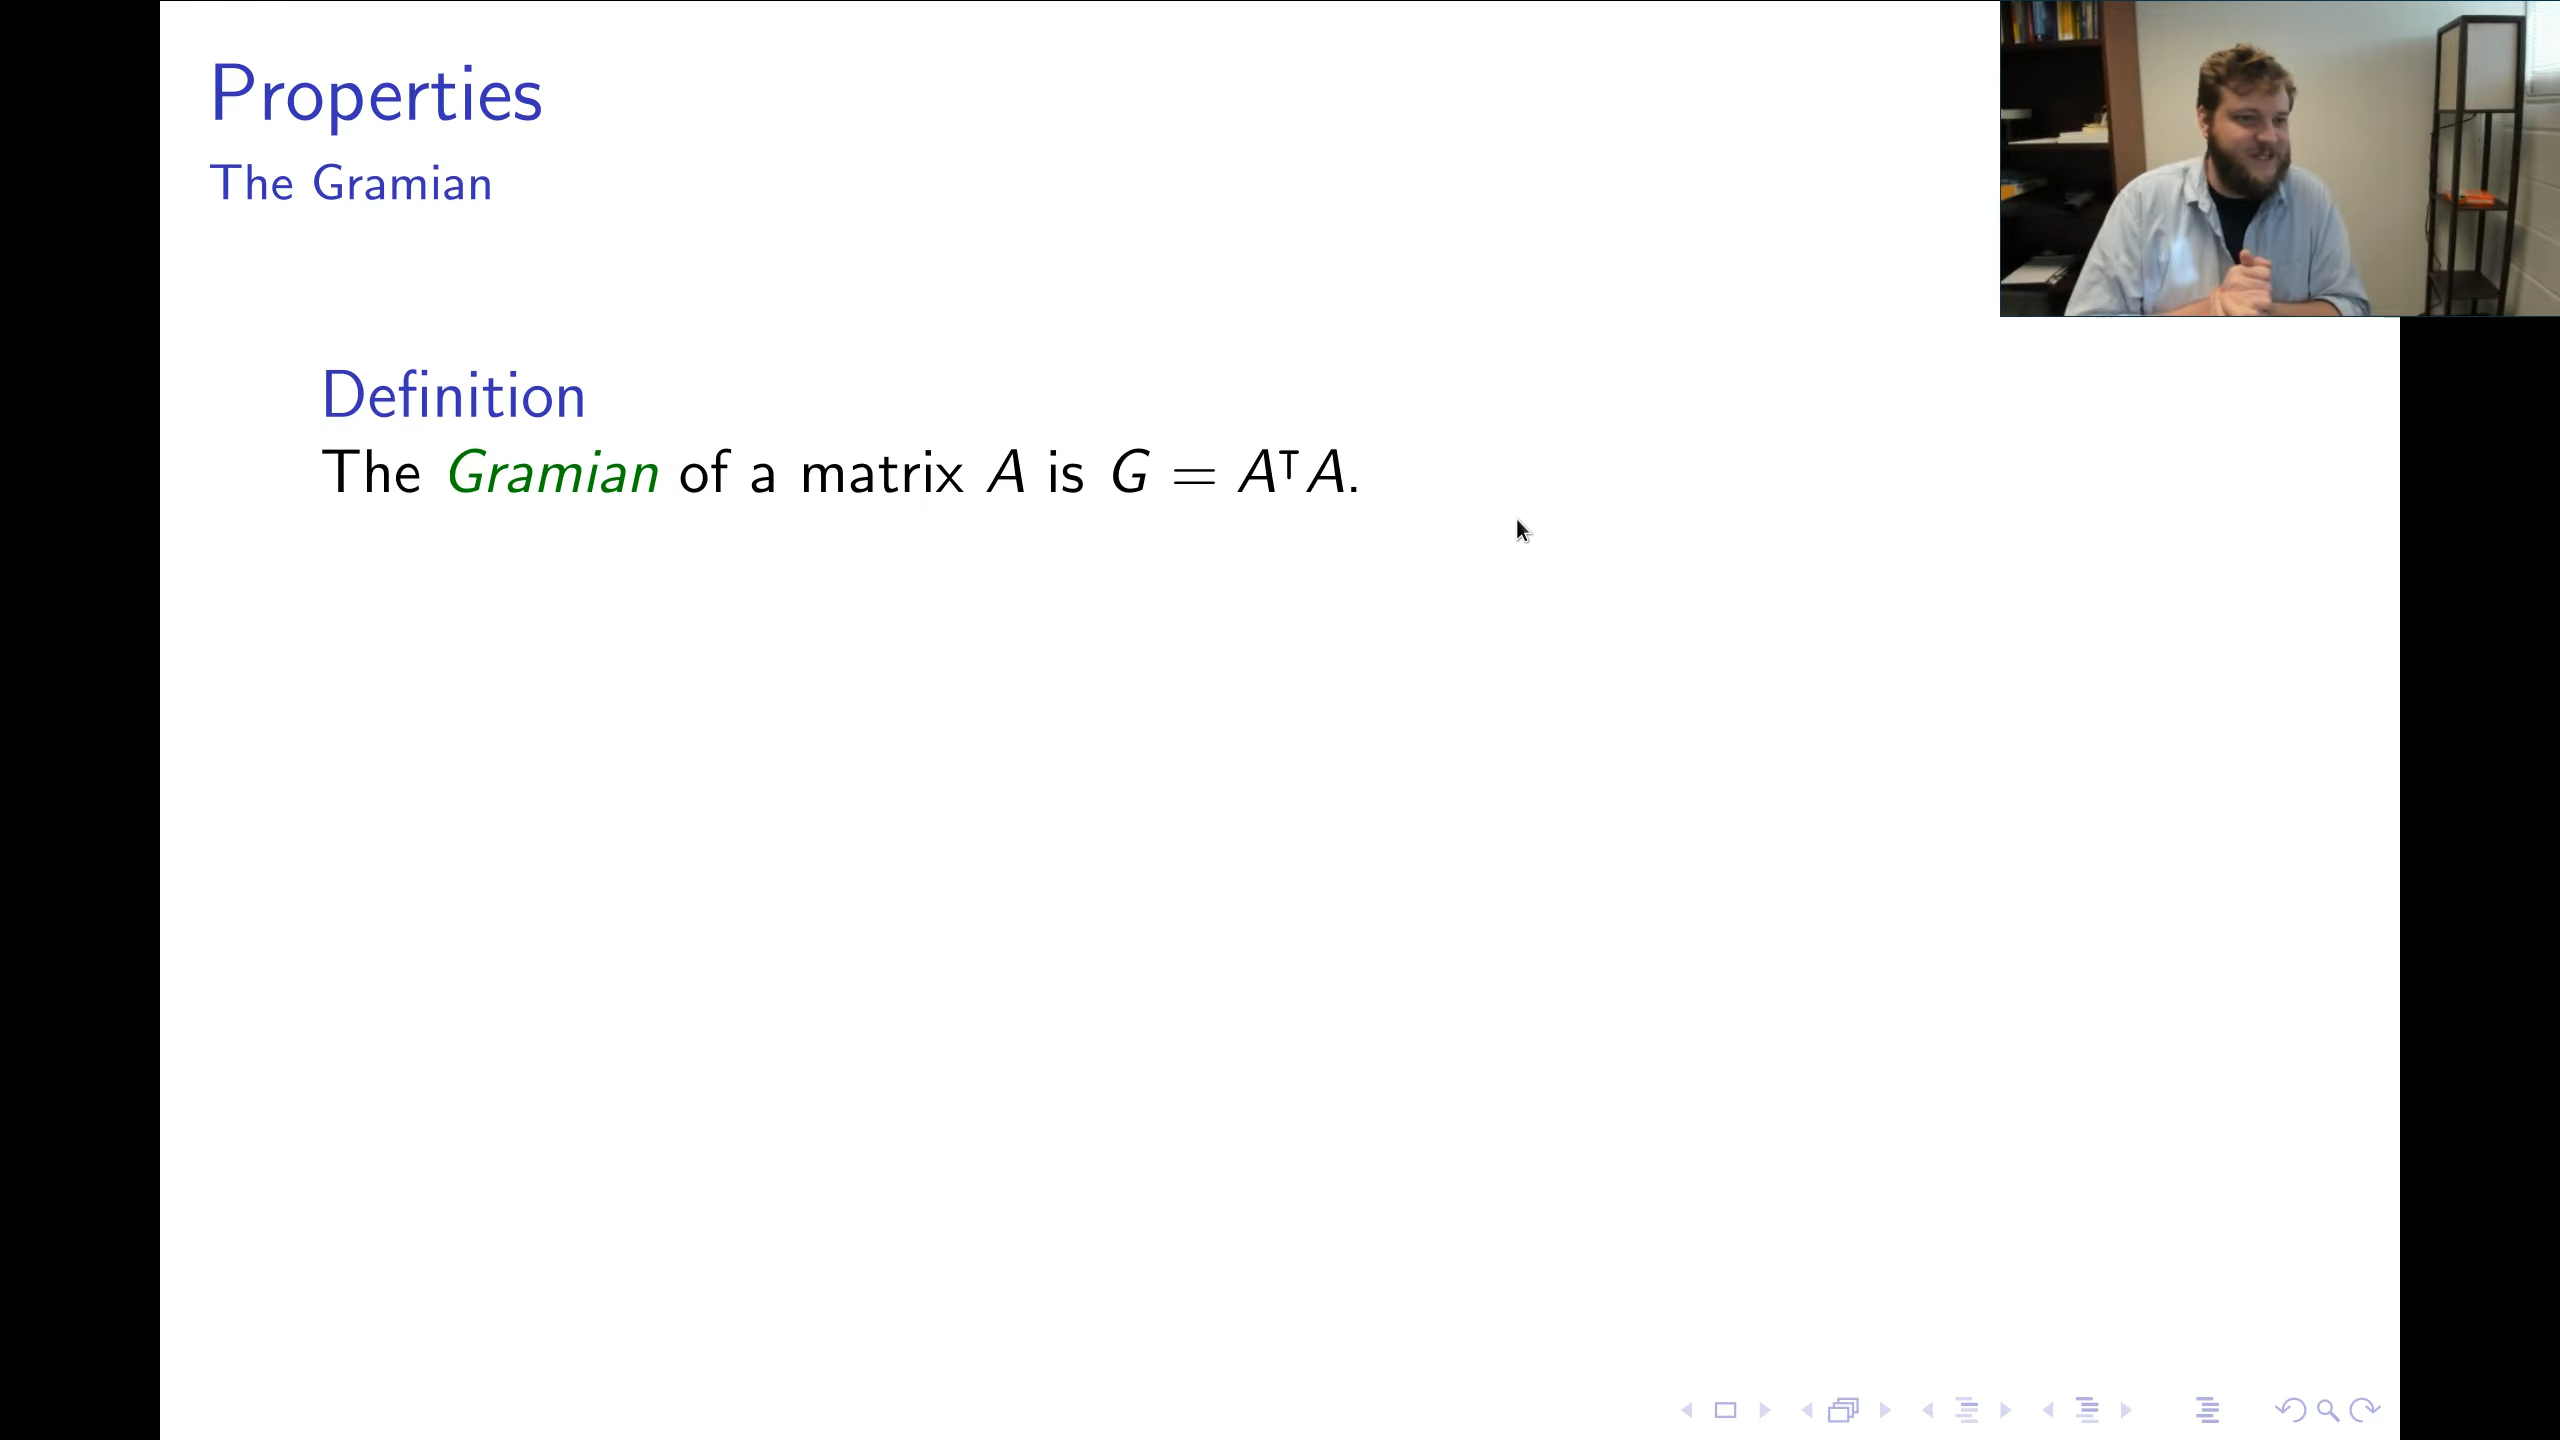 Properties
The Gramian
Definition
The Gramian of a matrix A is G = AᵀA.